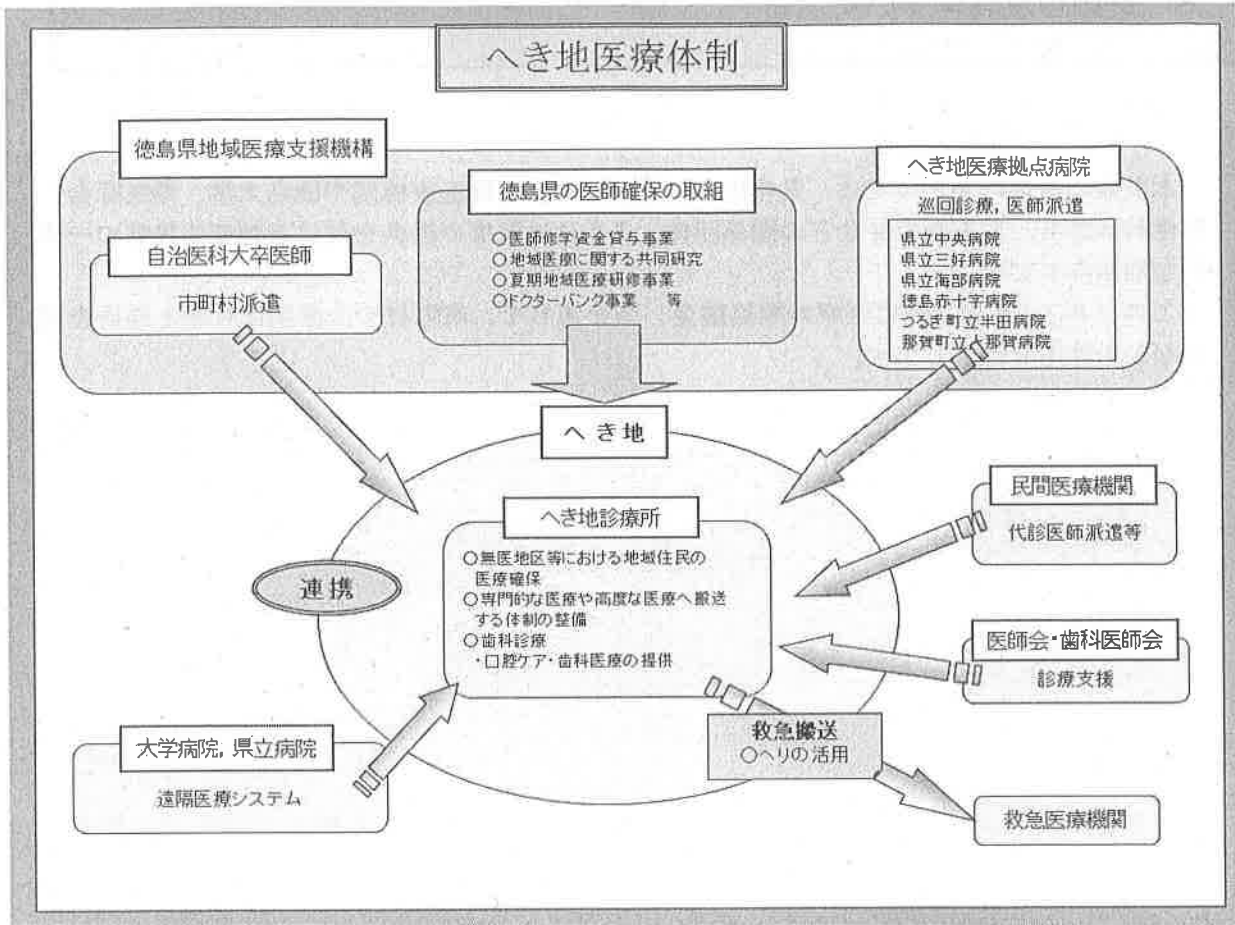 へき地医療体制
徳島県地域医療支援機構
自治医科大卒医師
市町村派遣
徳島県の医師確保の取組
○医師修学資金貸与事業
○地域医療に関する共同研究
○夏期地域医療研修事業
○ドクターバンク事業　等
へき地医療拠点病院
巡回診療，医師派遣
県立中央病院
県立三好病院
県立海部病院
徳島赤十字病院
つるぎ町立半田病院
那賀町立上那賀病院
へき地
へき地診療所
○無医地区等における地域住民の
医療確保
○専門的な医療や高度な医療へ搬送
する体制の整備
○歯科診療
・口腔ケア・歯科医療の提供
連携
民間医療機関
代診医師派遣等
医師会・歯科医師会
診療支援
大学病院，県立病院
遠隔医療システム
救急搬送
○ヘリの活用
救急医療機関